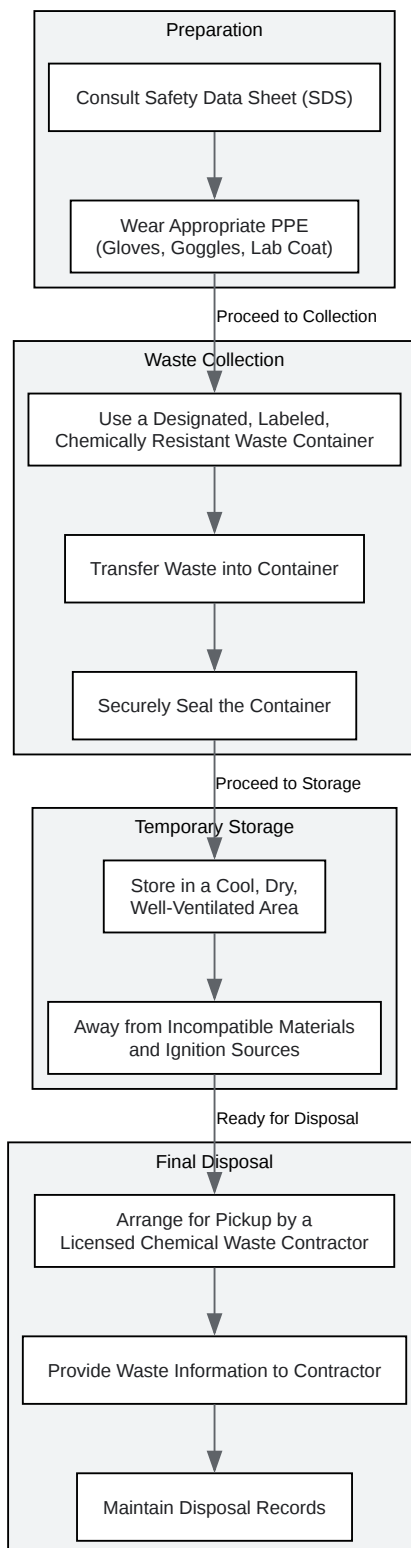 Preparation
Consult Safety Data Sheet (SDS)
Wear Appropriate PPE
(Gloves, Goggles, Lab Coat)
Proceed to Collection
Waste Collection
Use a Designated, Labeled,
Chemically Resistant Waste Container
Transfer Waste into Container
Securely Seal the Container
Proceed to Storage
Temporary Storage
Store in a Cool, Dry,
Well-Ventilated Area
Away from Incompatible Materials
and Ignition Sources
Ready for Disposal
Final Disposal
Arrange for Pickup by a
Licensed Chemical Waste Contractor
Provide Waste Information to Contractor
Maintain Disposal Records